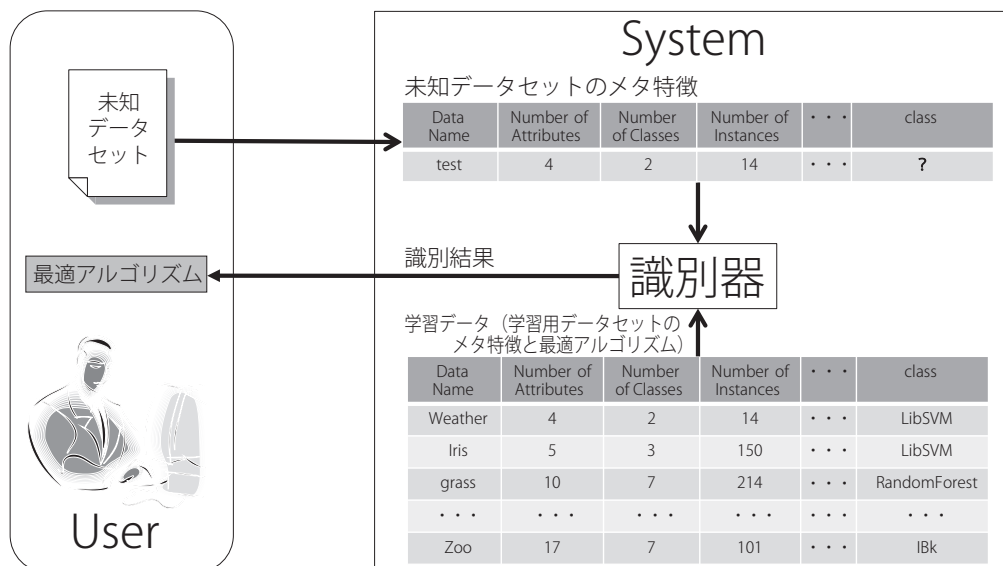 System
未知
データ
セット
未知データセットのメタ特徴
Data Name Number of Attributes Number of Classes Number of Instances ・・・ class
test 4 2 14 ・・・ ?
識別結果
最適アルゴリズム
識別器
学習データ（学習用データセットの
メタ特徴と最適アルゴリズム）
Data Name Number of Attributes Number of Classes Number of Instances ・・・ class
Weather 4 2 14 ・・・ LibSVM
Iris 5 3 150 ・・・ LibSVM
grass 10 7 214 ・・・ RandomForest
・・・ ・・・ ・・・ ・・・ ・・・ ・・・
Zoo 17 7 101 ・・・ IBk
User